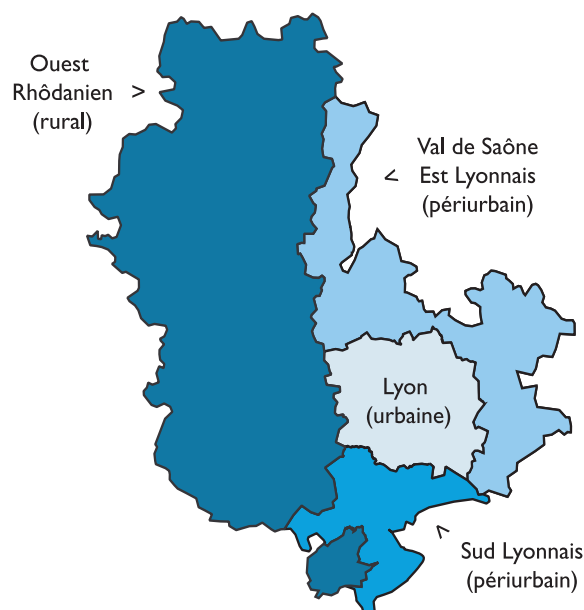 Ouest
Rhôdanien >
(rural)
Val de Saône
< Est Lyonnais
(périurbain)
Lyon
(urbaine)
<
Sud Lyonnais
(périurbain)